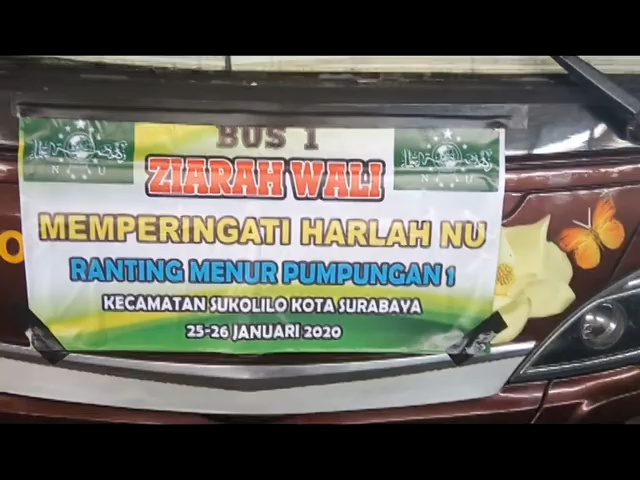 BUS 1
ZIARAH WALI
MEMPERINGATI HARLAH NU
RANTING MENUR PUMPUNGAN 1
KECAMATAN SUKOLILO KOTA SURABAYA
25-26 JANUARI 2020